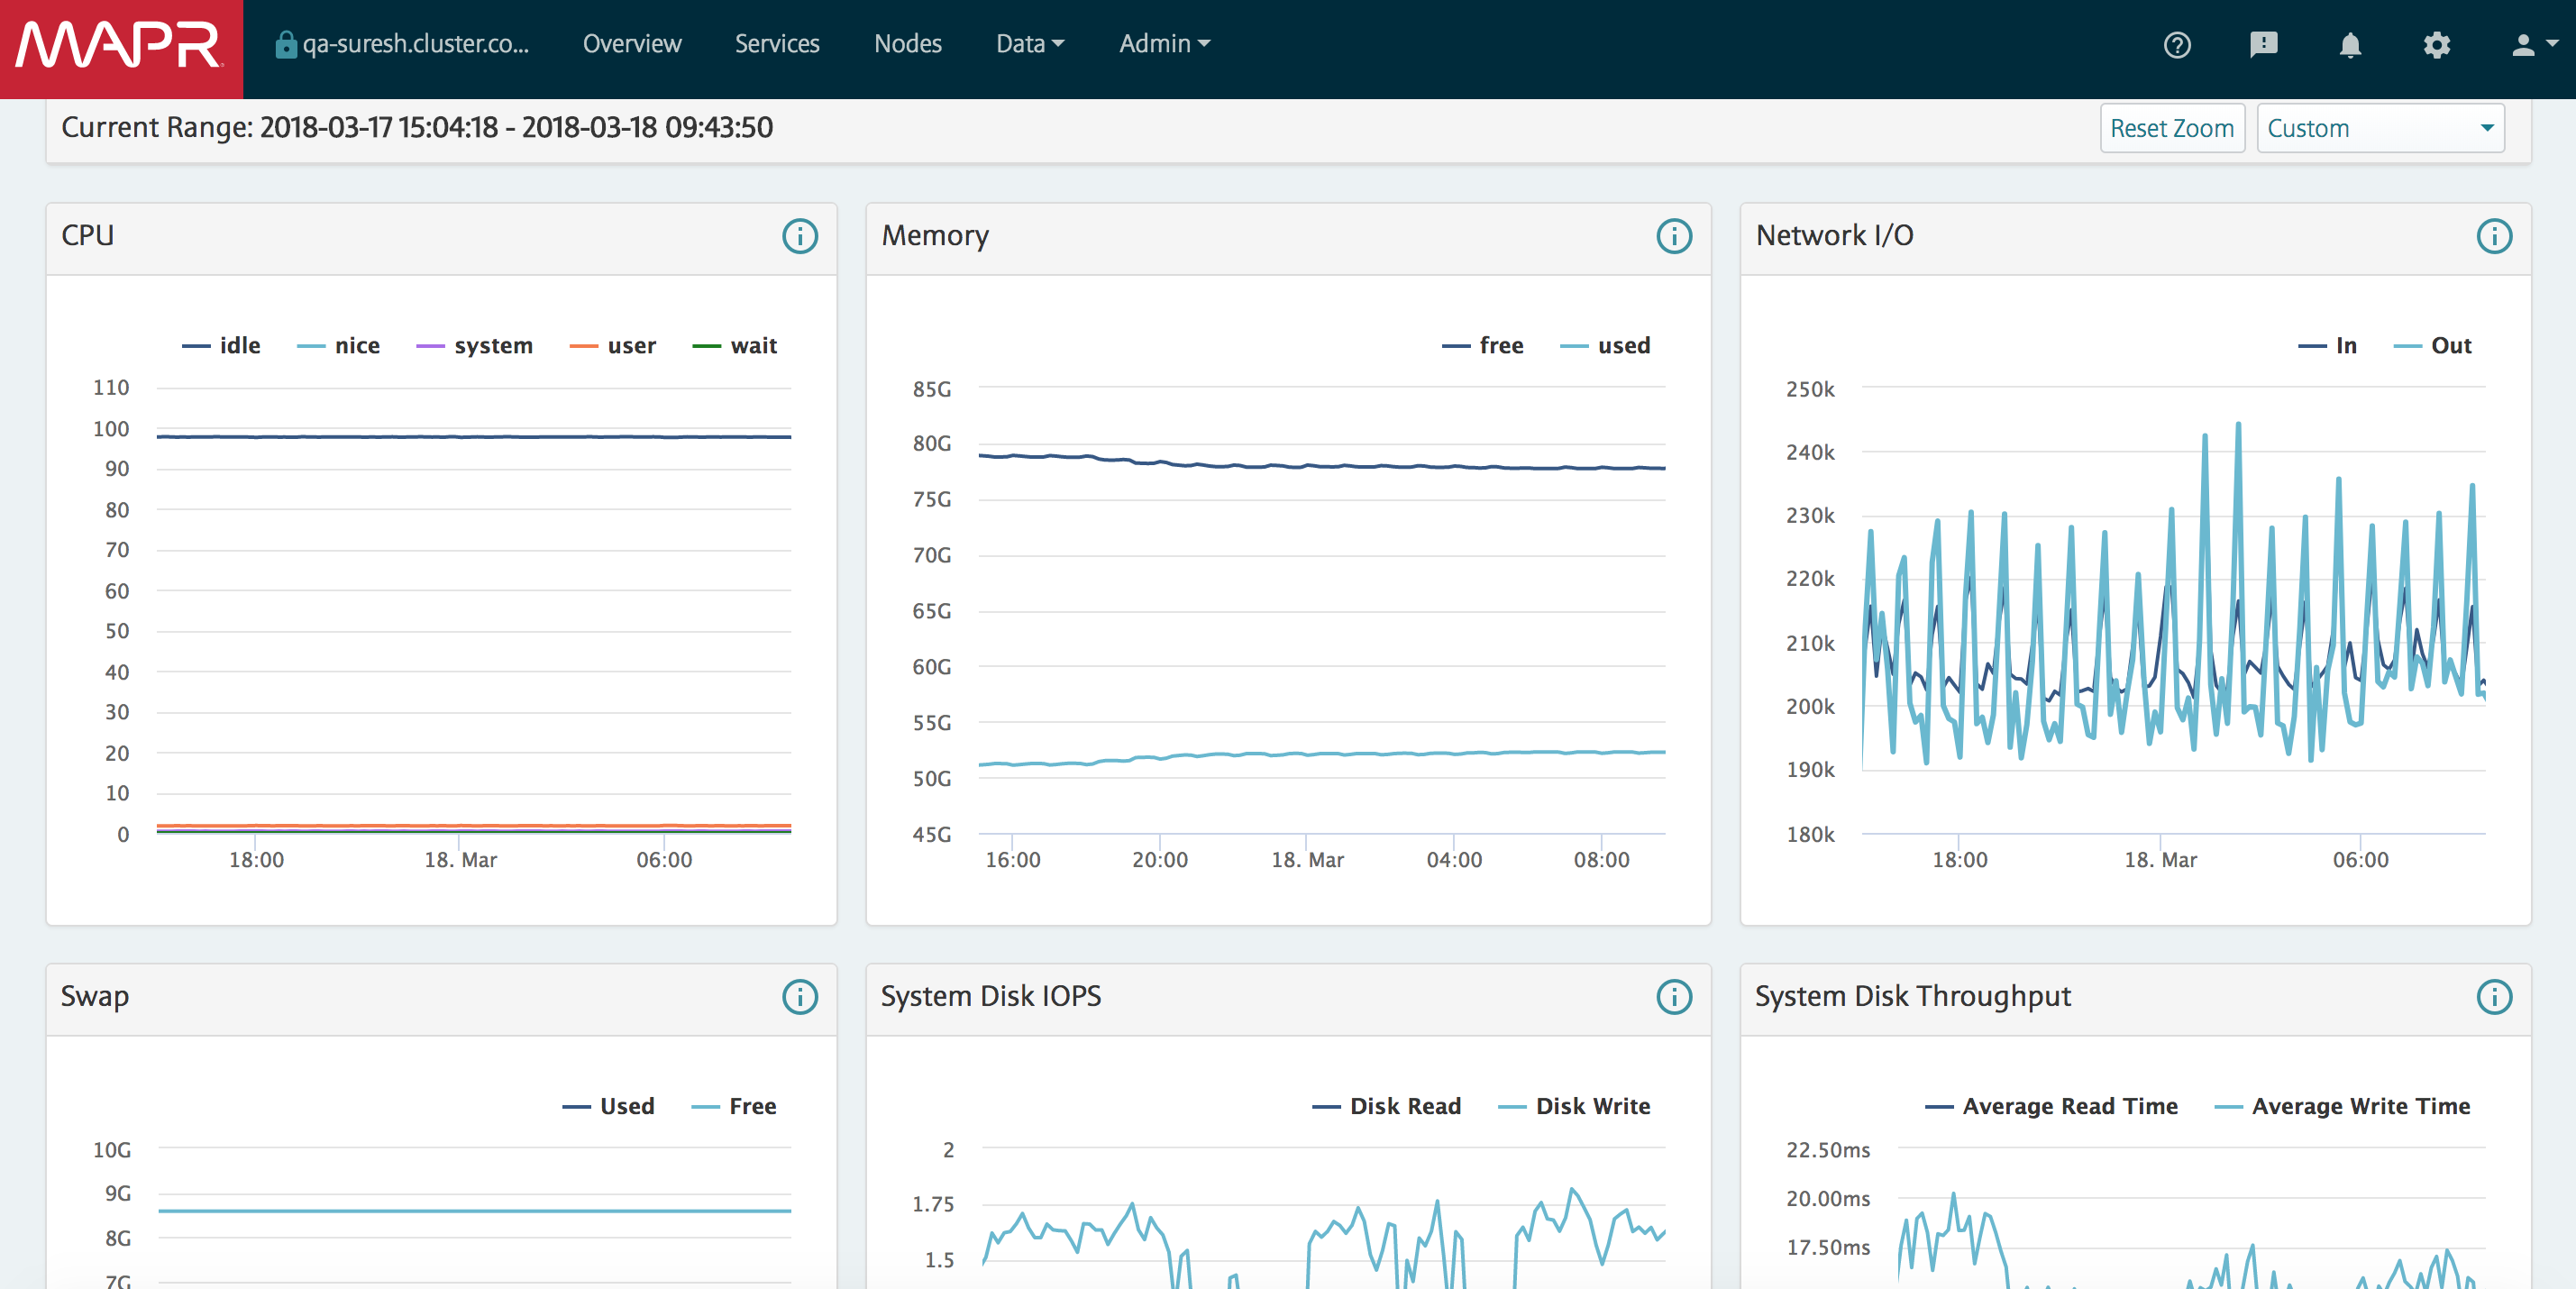 MAPR
qa-suresh.cluster.co... Overview Services Nodes Data Admin
Current Range: 2018-03-17 15:04:18 - 2018-03-18 09:43:50
Reset Zoom Custom
CPU
idle nice system user wait
110
100
90
80
70
60
50
40
30
20
10
0
18:00 18. Mar 06:00
Memory
free used
85G
80G
75G
70G
65G
60G
55G
50G
45G
16:00 20:00 18. Mar 04:00 08:00
Network I/O
In Out
250k
240k
230k
220k
210k
200k
190k
180k
18:00 18. Mar 06:00
Swap
Used Free
10G
9G
8G
7G
System Disk IOPS
Disk Read Disk Write
2
1.75
1.5
System Disk Throughput
Average Read Time Average Write Time
22.50ms
20.00ms
17.50ms